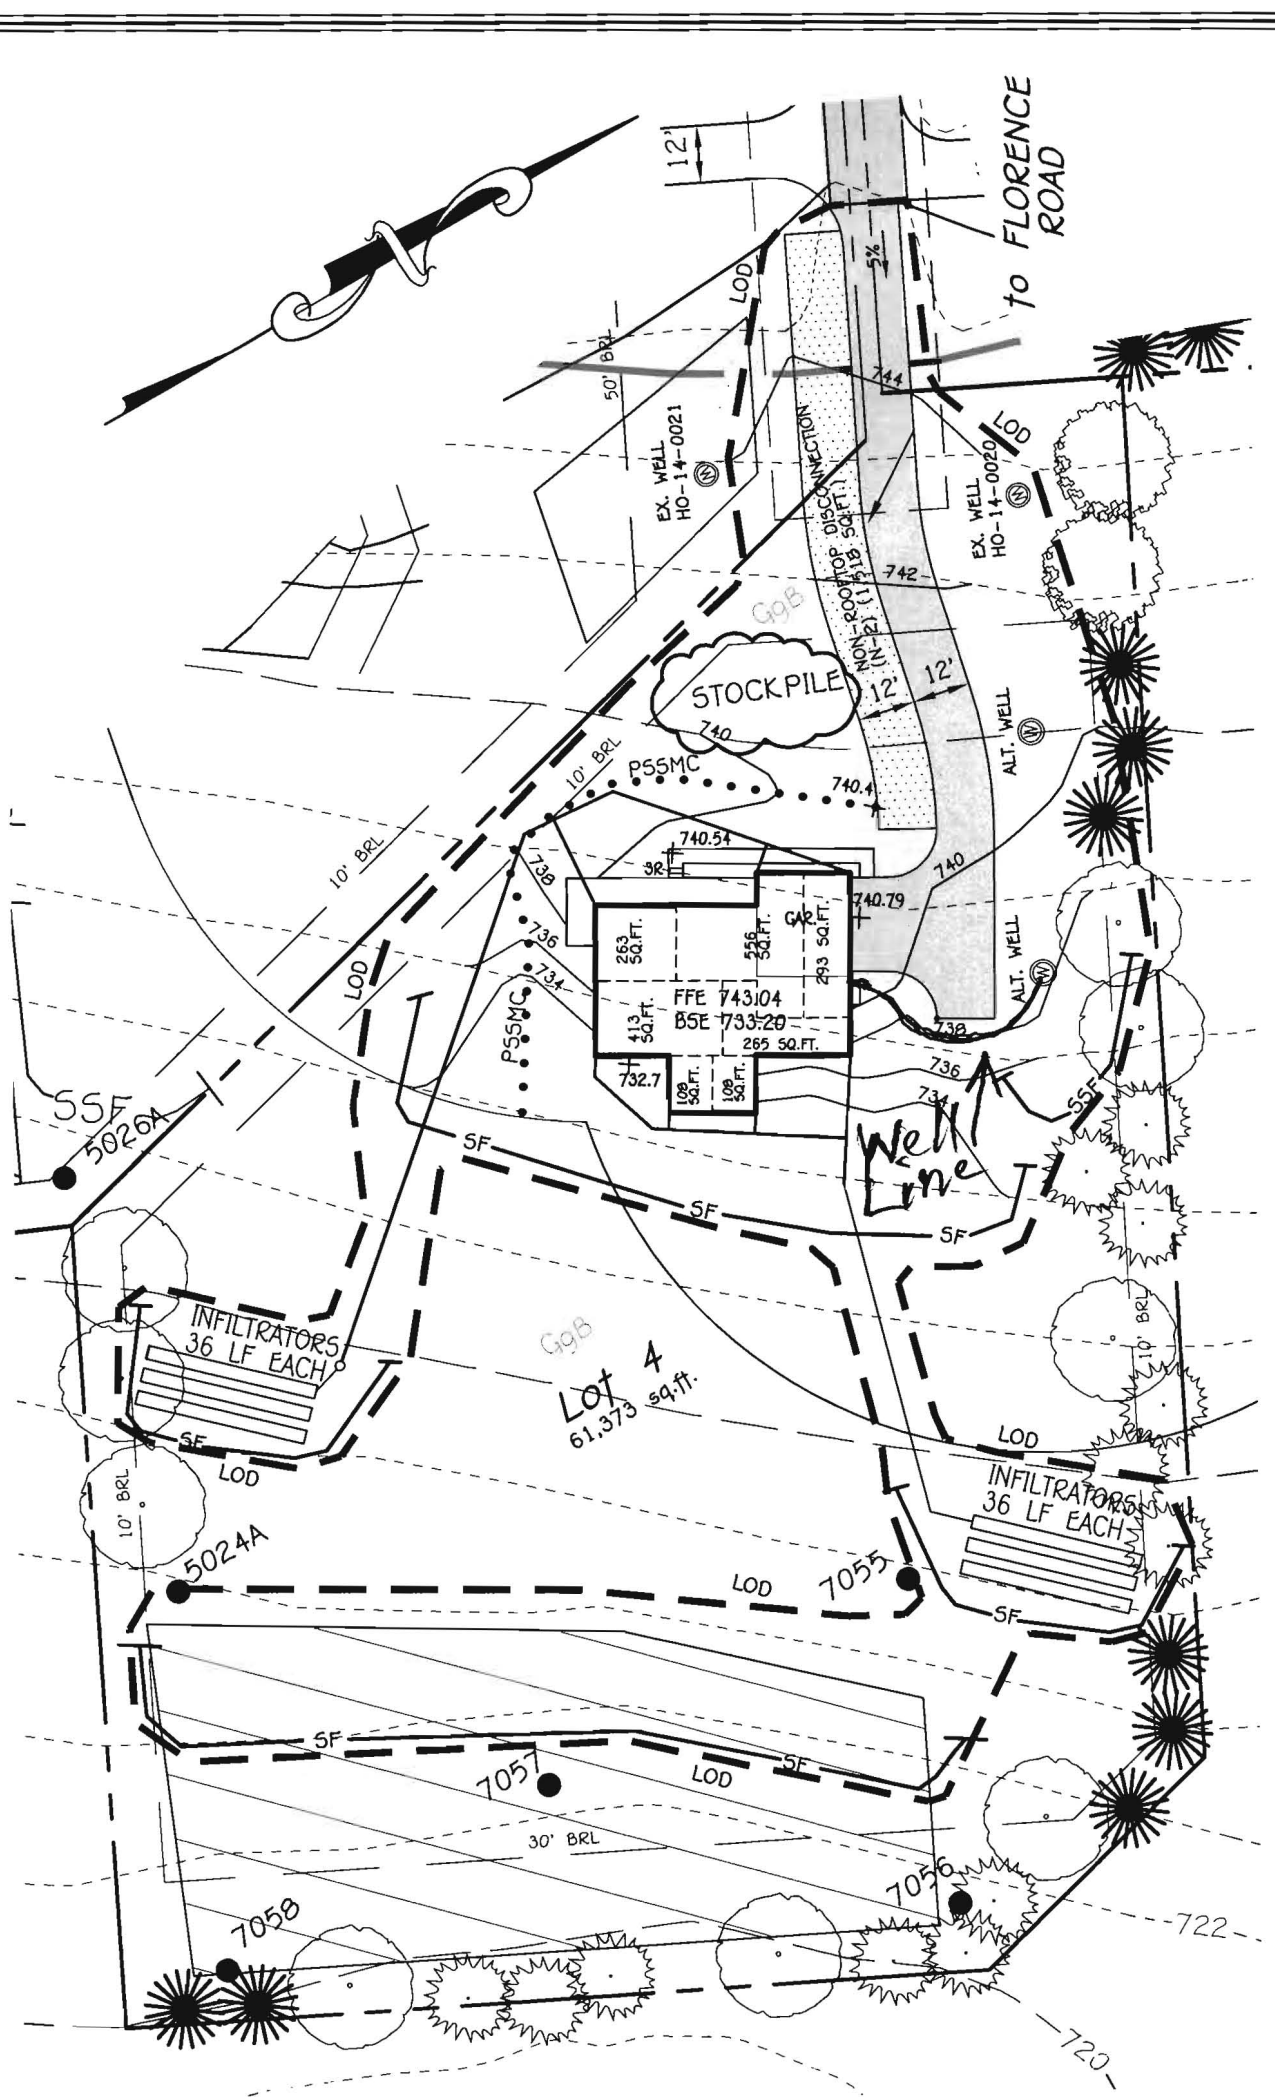 12'
to FLORENCE
ROAD
LOD
5%
50' BRL
744
LOD
EX. WELL
HO-14-0021
EX. WELL
HO-14-0020
W
W
NON-ROOFTOP DISCONNECTION
(N-2) (1,518 SQ.FT.)
742
GgB
STOCKPILE
12'
12'
740
ALT. WELL
W
10' BRL
PSSMC
740.4
740.54
SR
10' BRL
738
740
740.79
GAR.
263
SQ.FT.
556
SQ.FT.
293 SQ.FT.
736
734
LOD
ALT. WELL
W
FFE 743.04
BSE 733.20
413
SQ.FT.
265 SQ.FT.
738
PSSMC
732.7
108
SQ.FT.
108
SQ.FT.
736
734
SSF
SSF
5026A
Well
Line
SF
SF
SF
INFILTRATORS
36 LF EACH
GgB
Lot 4
61,373 sq.ft.
10' BRL
SF
LOD
LOD
10' BRL
INFILTRATORS
36 LF EACH
5024A
LOD
7055
SF
SF
7057
SF
LOD
30' BRL
7056
7058
722
720